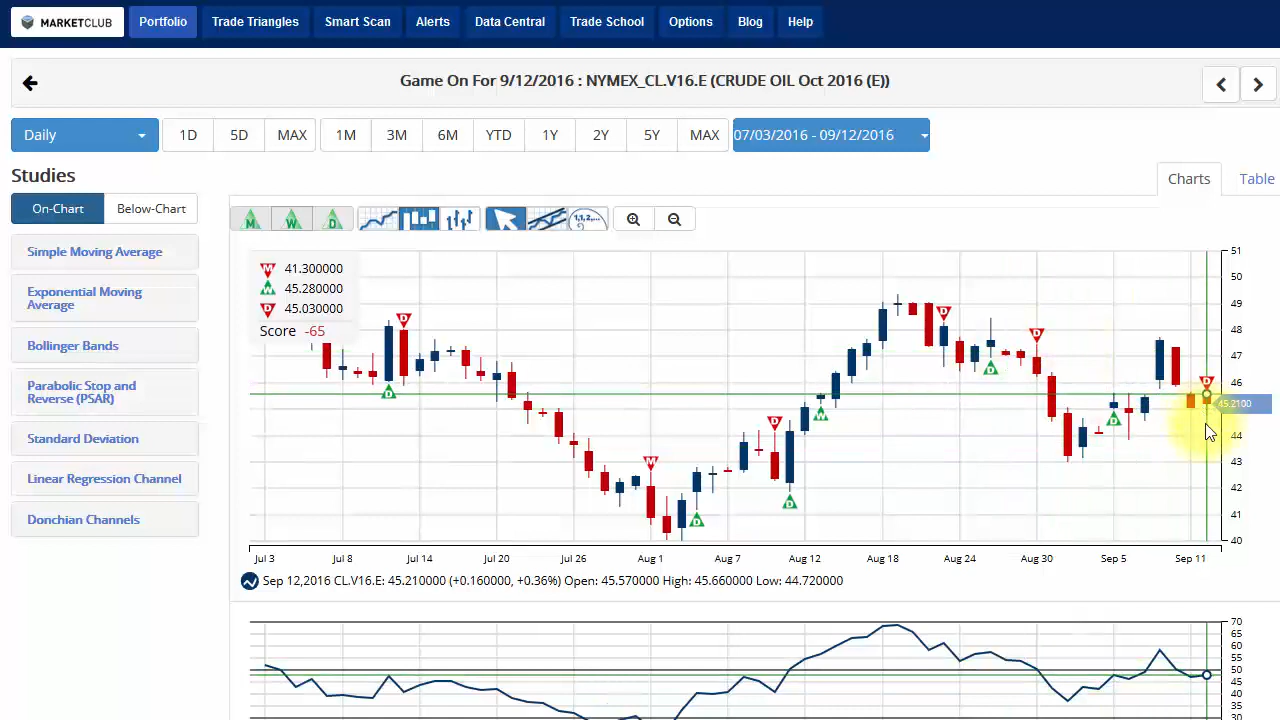 MARKETCLUB Portfolio Trade Triangles Smart Scan Alerts Data Central Trade School Options Blog Help
Game On For 9/12/2016 : NYMEX_CL.V16.E (CRUDE OIL Oct 2016 (E))
Daily 1D 5D MAX 1M 3M 6M YTD 1Y 2Y 5Y MAX 07/03/2016 - 09/12/2016
Studies
Charts Table
On-Chart Below-Chart
M W D 1,1,2,...
Simple Moving Average
Exponential Moving
Average
Bollinger Bands
Parabolic Stop and
Reverse (PSAR)
Standard Deviation
Linear Regression Channel
Donchian Channels
M 41.300000
W 45.280000
D 45.030000
Score -65
D D M D D D W D D D D D
45.2100
51
50
49
48
47
46
44
43
42
41
40
Jul 3 Jul 8 Jul 14 Jul 20 Jul 26 Aug 1 Aug 7 Aug 12 Aug 18 Aug 24 Aug 30 Sep 5 Sep 11
Sep 12,2016 CL.V16.E: 45.210000 (+0.160000, +0.36%) Open: 45.570000 High: 45.660000 Low: 44.720000
70
65
60
55
50
45
40
35
30